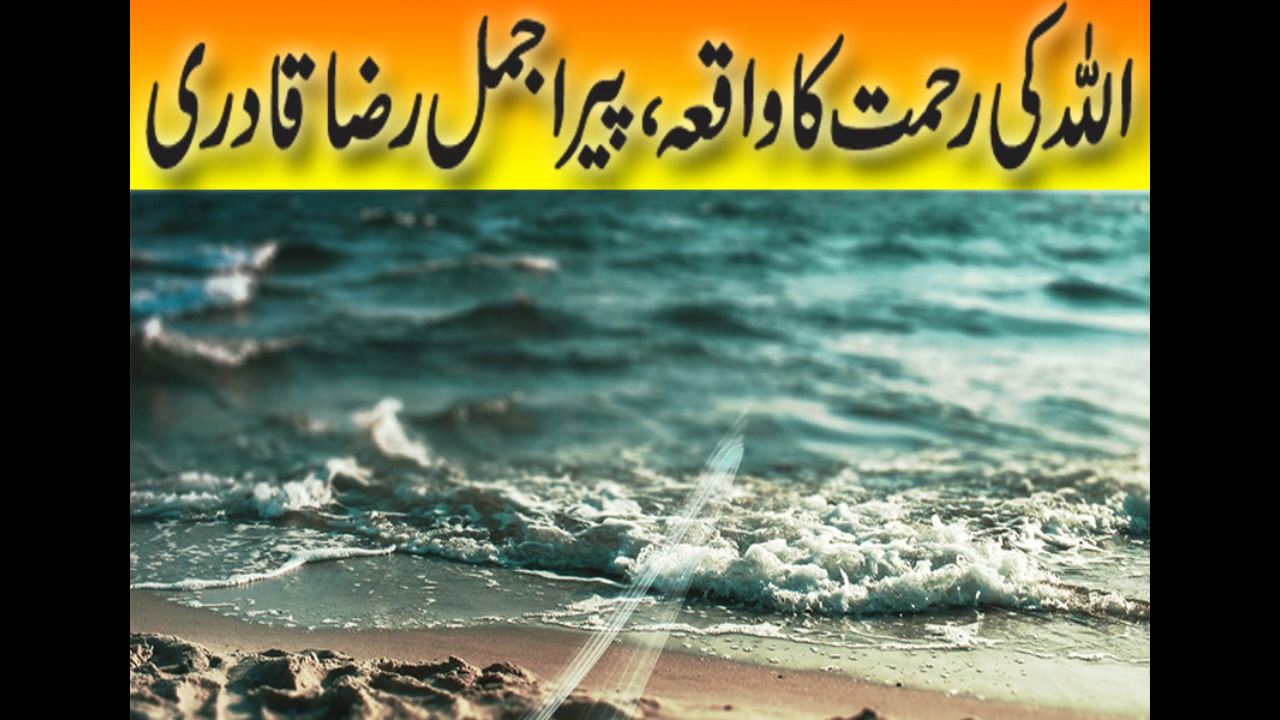 اللہ کی رحمت کا واقعہ، پیر اجمل رضا قادری